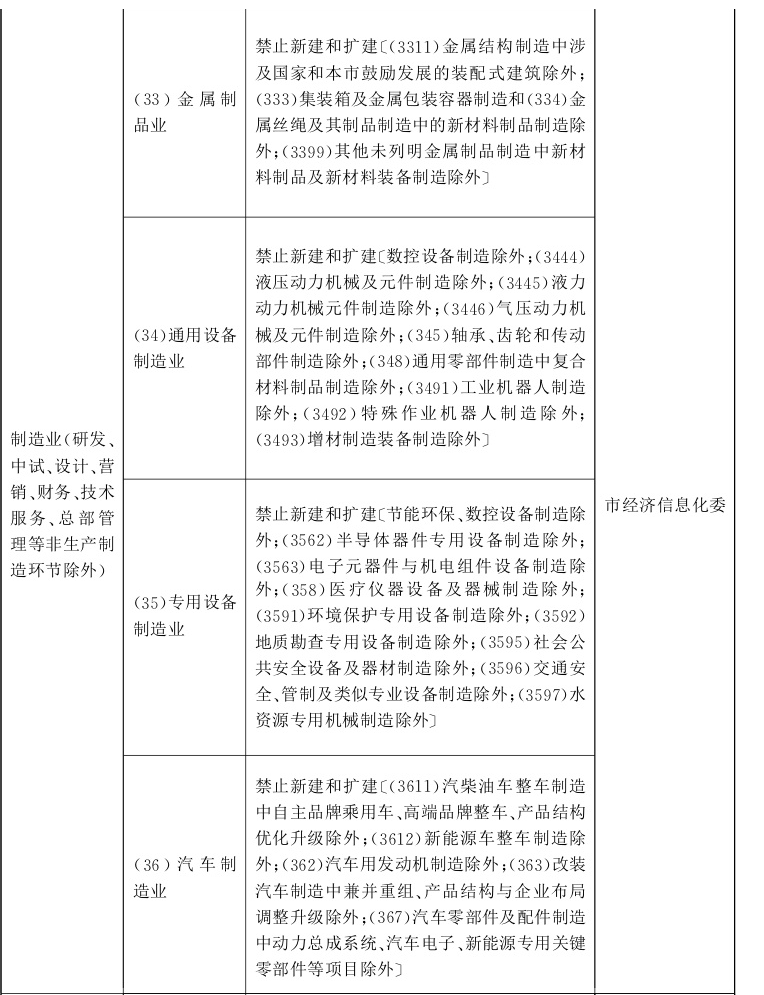 制造业(研发、
中试、设计、营
销、财务、技术
服务、总部管
理等非生产制
造环节除外)
(33)金属制
品业
禁止新建和扩建〔(3311)金属结构制造中涉
及国家和本市鼓励发展的装配式建筑除外;
(333)集装箱及金属包装容器制造和(334)金
属丝绳及其制品制造中的新材料制品制造除
外;(3399)其他未列明金属制品制造中新材
料制品及新材料装备制造除外〕
(34)通用设备
制造业
禁止新建和扩建〔数控设备制造除外;(3444)
液压动力机械及元件制造除外;(3445)液力
动力机械元件制造除外;(3446)气压动力机
械及元件制造除外;(345)轴承、齿轮和传动
部件制造除外;(348)通用零部件制造中复合
材料制品制造除外;(3491)工业机器人制造
除外;(3492)特殊作业机器人制造除外;
(3493)增材制造装备制造除外〕
(35)专用设备
制造业
禁止新建和扩建〔节能环保、数控设备制造除
外;(3562)半导体器件专用设备制造除外;
(3563)电子元器件与机电组件设备制造除
外;(358)医疗仪器设备及器械制造除外;
(3591)环境保护专用设备制造除外;(3592)
地质勘查专用设备制造除外;(3595)社会公
共安全设备及器材制造除外;(3596)交通安
全、管制及类似专业设备制造除外;(3597)水
资源专用机械制造除外〕
(36)汽车制
造业
禁止新建和扩建〔(3611)汽柴油车整车制造
中自主品牌乘用车、高端品牌整车、产品结构
优化升级除外;(3612)新能源车整车制造除
外;(362)汽车用发动机制造除外;(363)改装
汽车制造中兼并重组、产品结构与企业布局
调整升级除外;(367)汽车零部件及配件制造
中动力总成系统、汽车电子、新能源专用关键
零部件等项目除外〕
市经济信息化委